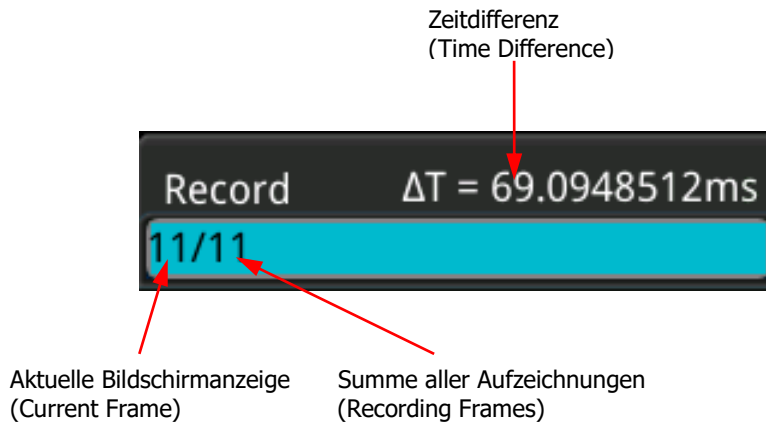 Zeitdifferenz
(Time Difference)
Record ΔT = 69.0948512ms
11/11
Aktuelle Bildschirmanzeige
(Current Frame)
Summe aller Aufzeichnungen
(Recording Frames)